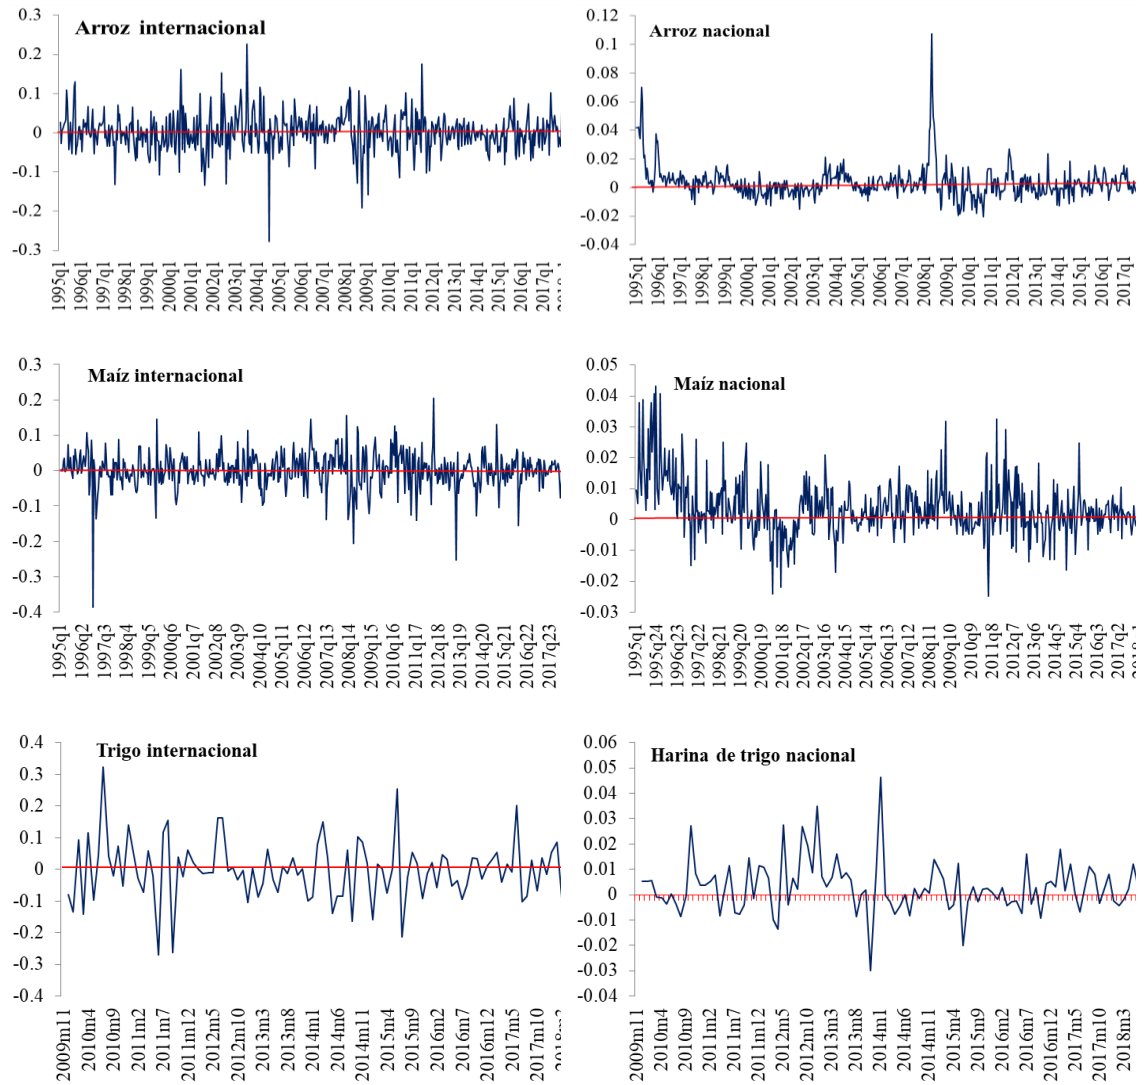 Arroz internacional
0.3
0.2
0.1
0
-0.1
-0.2
-0.3
1995q1
1996q1
1997q1
1998q1
1999q1
2000q1
2001q1
2002q1
2003q1
2004q1
2005q1
2006q1
2007q1
2008q1
2009q1
2010q1
2011q1
2012q1
2013q1
2014q1
2015q1
2016q1
2017q1
Arroz nacional
0.12
0.1
0.08
0.06
0.04
0.02
0
-0.02
-0.04
1995q1
1996q1
1997q1
1998q1
1999q1
2000q1
2001q1
2002q1
2003q1
2004q1
2005q1
2006q1
2007q1
2008q1
2009q1
2010q1
2011q1
2012q1
2013q1
2014q1
2015q1
2016q1
2017q1
Maíz internacional
0.3
0.2
0.1
0
-0.1
-0.2
-0.3
-0.4
1995q1
1996q2
1997q3
1998q4
1999q5
2000q6
2001q7
2002q8
2003q9
2004q10
2005q11
2006q12
2007q13
2008q14
2009q15
2010q16
2011q17
2012q18
2013q19
2014q20
2015q21
2016q22
2017q23
Maíz nacional
0.05
0.04
0.03
0.02
0.01
0
-0.01
-0.02
-0.03
1995q1
1995q24
1996q23
1997q22
1998q21
1999q20
2000q19
2001q18
2002q17
2003q16
2004q15
2005q14
2006q13
2007q12
2008q11
2009q10
2010q9
2011q8
2012q7
2013q6
2014q5
2015q4
2016q3
2017q2
2018q1
Trigo internacional
0.4
0.3
0.2
0.1
0
-0.1
-0.2
-0.3
-0.4
2009m11
2010m4
2010m9
2011m2
2011m7
2011m12
2012m5
2012m10
2013m3
2013m8
2014m1
2014m6
2014m11
2015m4
2015m9
2016m2
2016m7
2016m12
2017m5
2017m10
2018m3
Harina de trigo nacional
0.06
0.05
0.04
0.03
0.02
0.01
0
-0.01
-0.02
-0.03
-0.04
2009m11
2010m4
2010m9
2011m2
2011m7
2011m12
2012m5
2012m10
2013m3
2013m8
2014m1
2014m6
2014m11
2015m4
2015m9
2016m2
2016m7
2016m12
2017m5
2017m10
2018m3